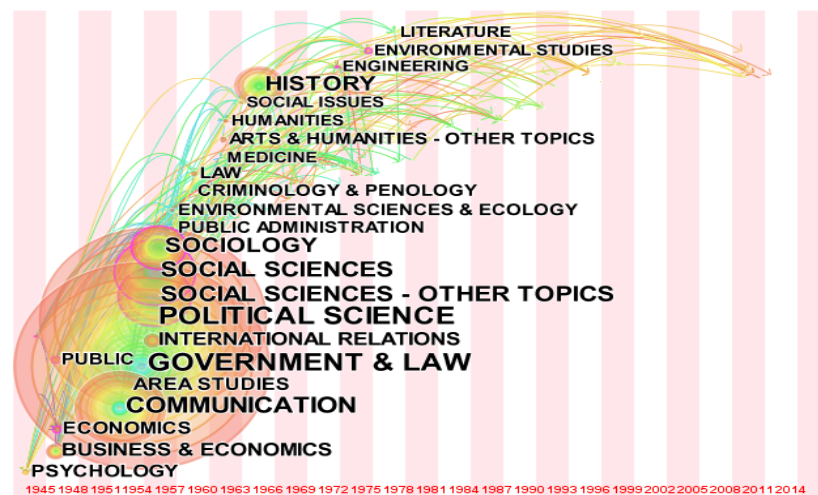 LITERATURE
ENVIRONMENTAL STUDIES
ENGINEERING
HISTORY
SOCIAL ISSUES
HUMANITIES
ARTS & HUMANITIES - OTHER TOPICS
MEDICINE
LAW
CRIMINOLOGY & PENOLOGY
ENVIRONMENTAL SCIENCES & ECOLOGY
PUBLIC ADMINISTRATION
SOCIOLOGY
SOCIAL SCIENCES
SOCIAL SCIENCES - OTHER TOPICS
POLITICAL SCIENCE
INTERNATIONAL RELATIONS
PUBLIC
GOVERNMENT & LAW
AREA STUDIES
COMMUNICATION
ECONOMICS
BUSINESS & ECONOMICS
PSYCHOLOGY
1945 1948 1951 1954 1957 1960 1963 1966 1969 1972 1975 1978 1981 1984 1987 1990 1993 1996 1999 2002 2005 2008 2011 2014